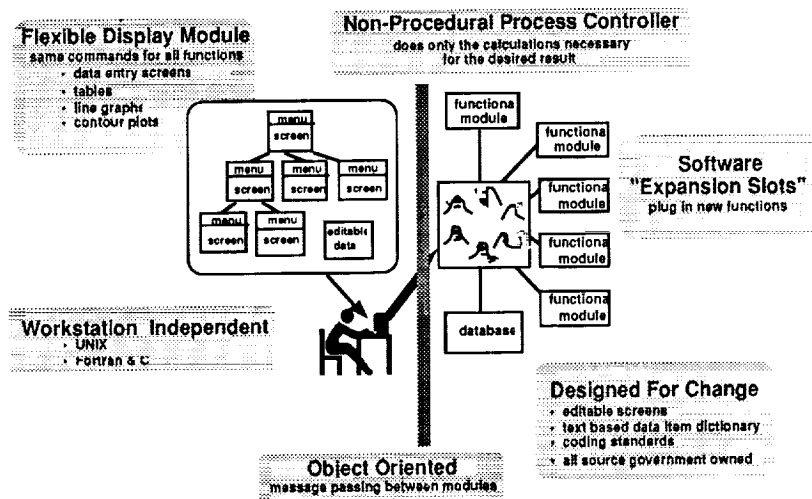 Flexible Display Module
same commands for all functions
• data entry screens
• tables
• line graphs
• contour plots
Non-Procedural Process Controller
does only the calculations necessary
for the desired result
menu
screen
menu
screen
menu
screen
menu
screen
menu
screen
menu
screen
editable
data
functiona
module
functiona
module
functiona
module
functiona
module
functiona
module
database
Software
"Expansion Slots"
plug in new functions
Workstation Independent
• UNIX
• Fortran & C
Designed For Change
• editable screens
• text based data item dictionary
• coding standards
• all source government owned
Object Oriented
message passing between modules